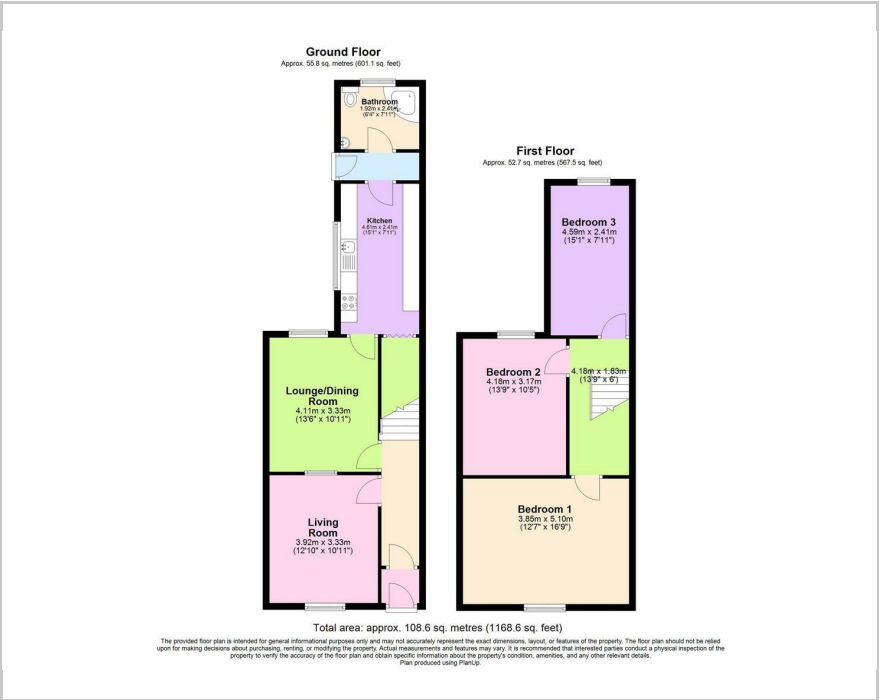 Ground Floor
Approx. 55.8 sq. metres (601.1 sq. feet)
Bathroom
1.92m x 2.41m
(6'4" x 7'11")
Kitchen
4.61m x 2.41m
(15'1" x 7'11")
Lounge/Dining
Room
4.11m x 3.33m
(13'6" x 10'11")
Living
Room
3.92m x 3.33m
(12'10" x 10'11")
First Floor
Approx. 52.7 sq. metres (567.5 sq. feet)
Bedroom 3
4.59m x 2.41m
(15'1" x 7'11")
Bedroom 2
4.18m x 3.17m
(13'9" x 10'5")
4.18m x 1.83m
(13'9" x 6')
Bedroom 1
3.85m x 5.10m
(12'7" x 16'9")
Total area: approx. 108.6 sq. metres (1168.6 sq. feet)
The provided floor plan is intended for general informational purposes only and may not accurately represent the exact dimensions, layout, or features of the property. The floor plan should not be relied
upon for making decisions about purchasing, renting, or modifying the property. Actual measurements and features may vary. It is recommended that interested parties conduct a physical inspection of the
property to verify the accuracy of the floor plan and obtain specific information about the property's condition, amenities, and any other relevant details.
Plan produced using PlanUp.